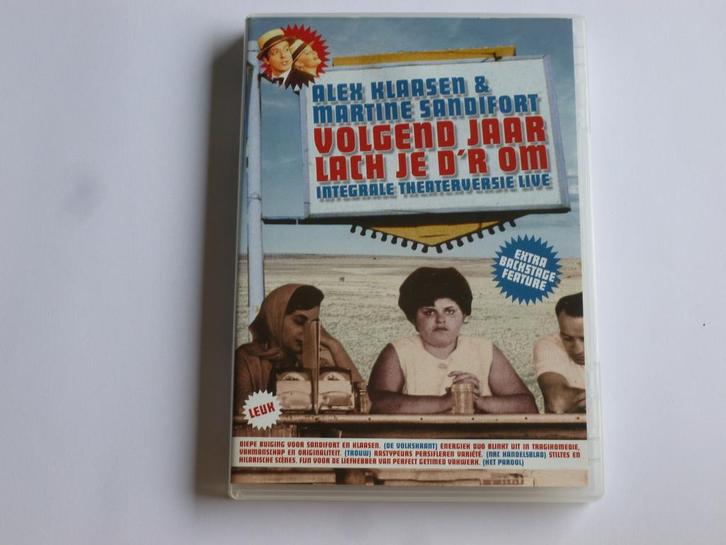 ALEX KLAASEN &
MARTINE SANDIFORT
VOLGEND JAAR
LACH JE D'R OM
INTEGRALE THEATERVERSIE LIVE
EXTRA
BACKSTAGE
FEATURE
LEUK
DIEPE BUIGING VOOR SANDIFORT EN KLAASEN. (DE VOLKSKRANT) ENERGIEK DUO BLINKT UIT IN TRAGIKOMEDIE,
VAKMANSCHAP EN ORIGINALITEIT. (TROUW) RASTYPEURS PERSIFLEREN VARIÉTÉ. (NRC HANDELSBLAD) STILTES EN
HILARISCHE SCÈNES. FIJN VOOR DE LIEFHEBBER VAN PERFECT GETIMED VAKWERK. (HET PAROOL)